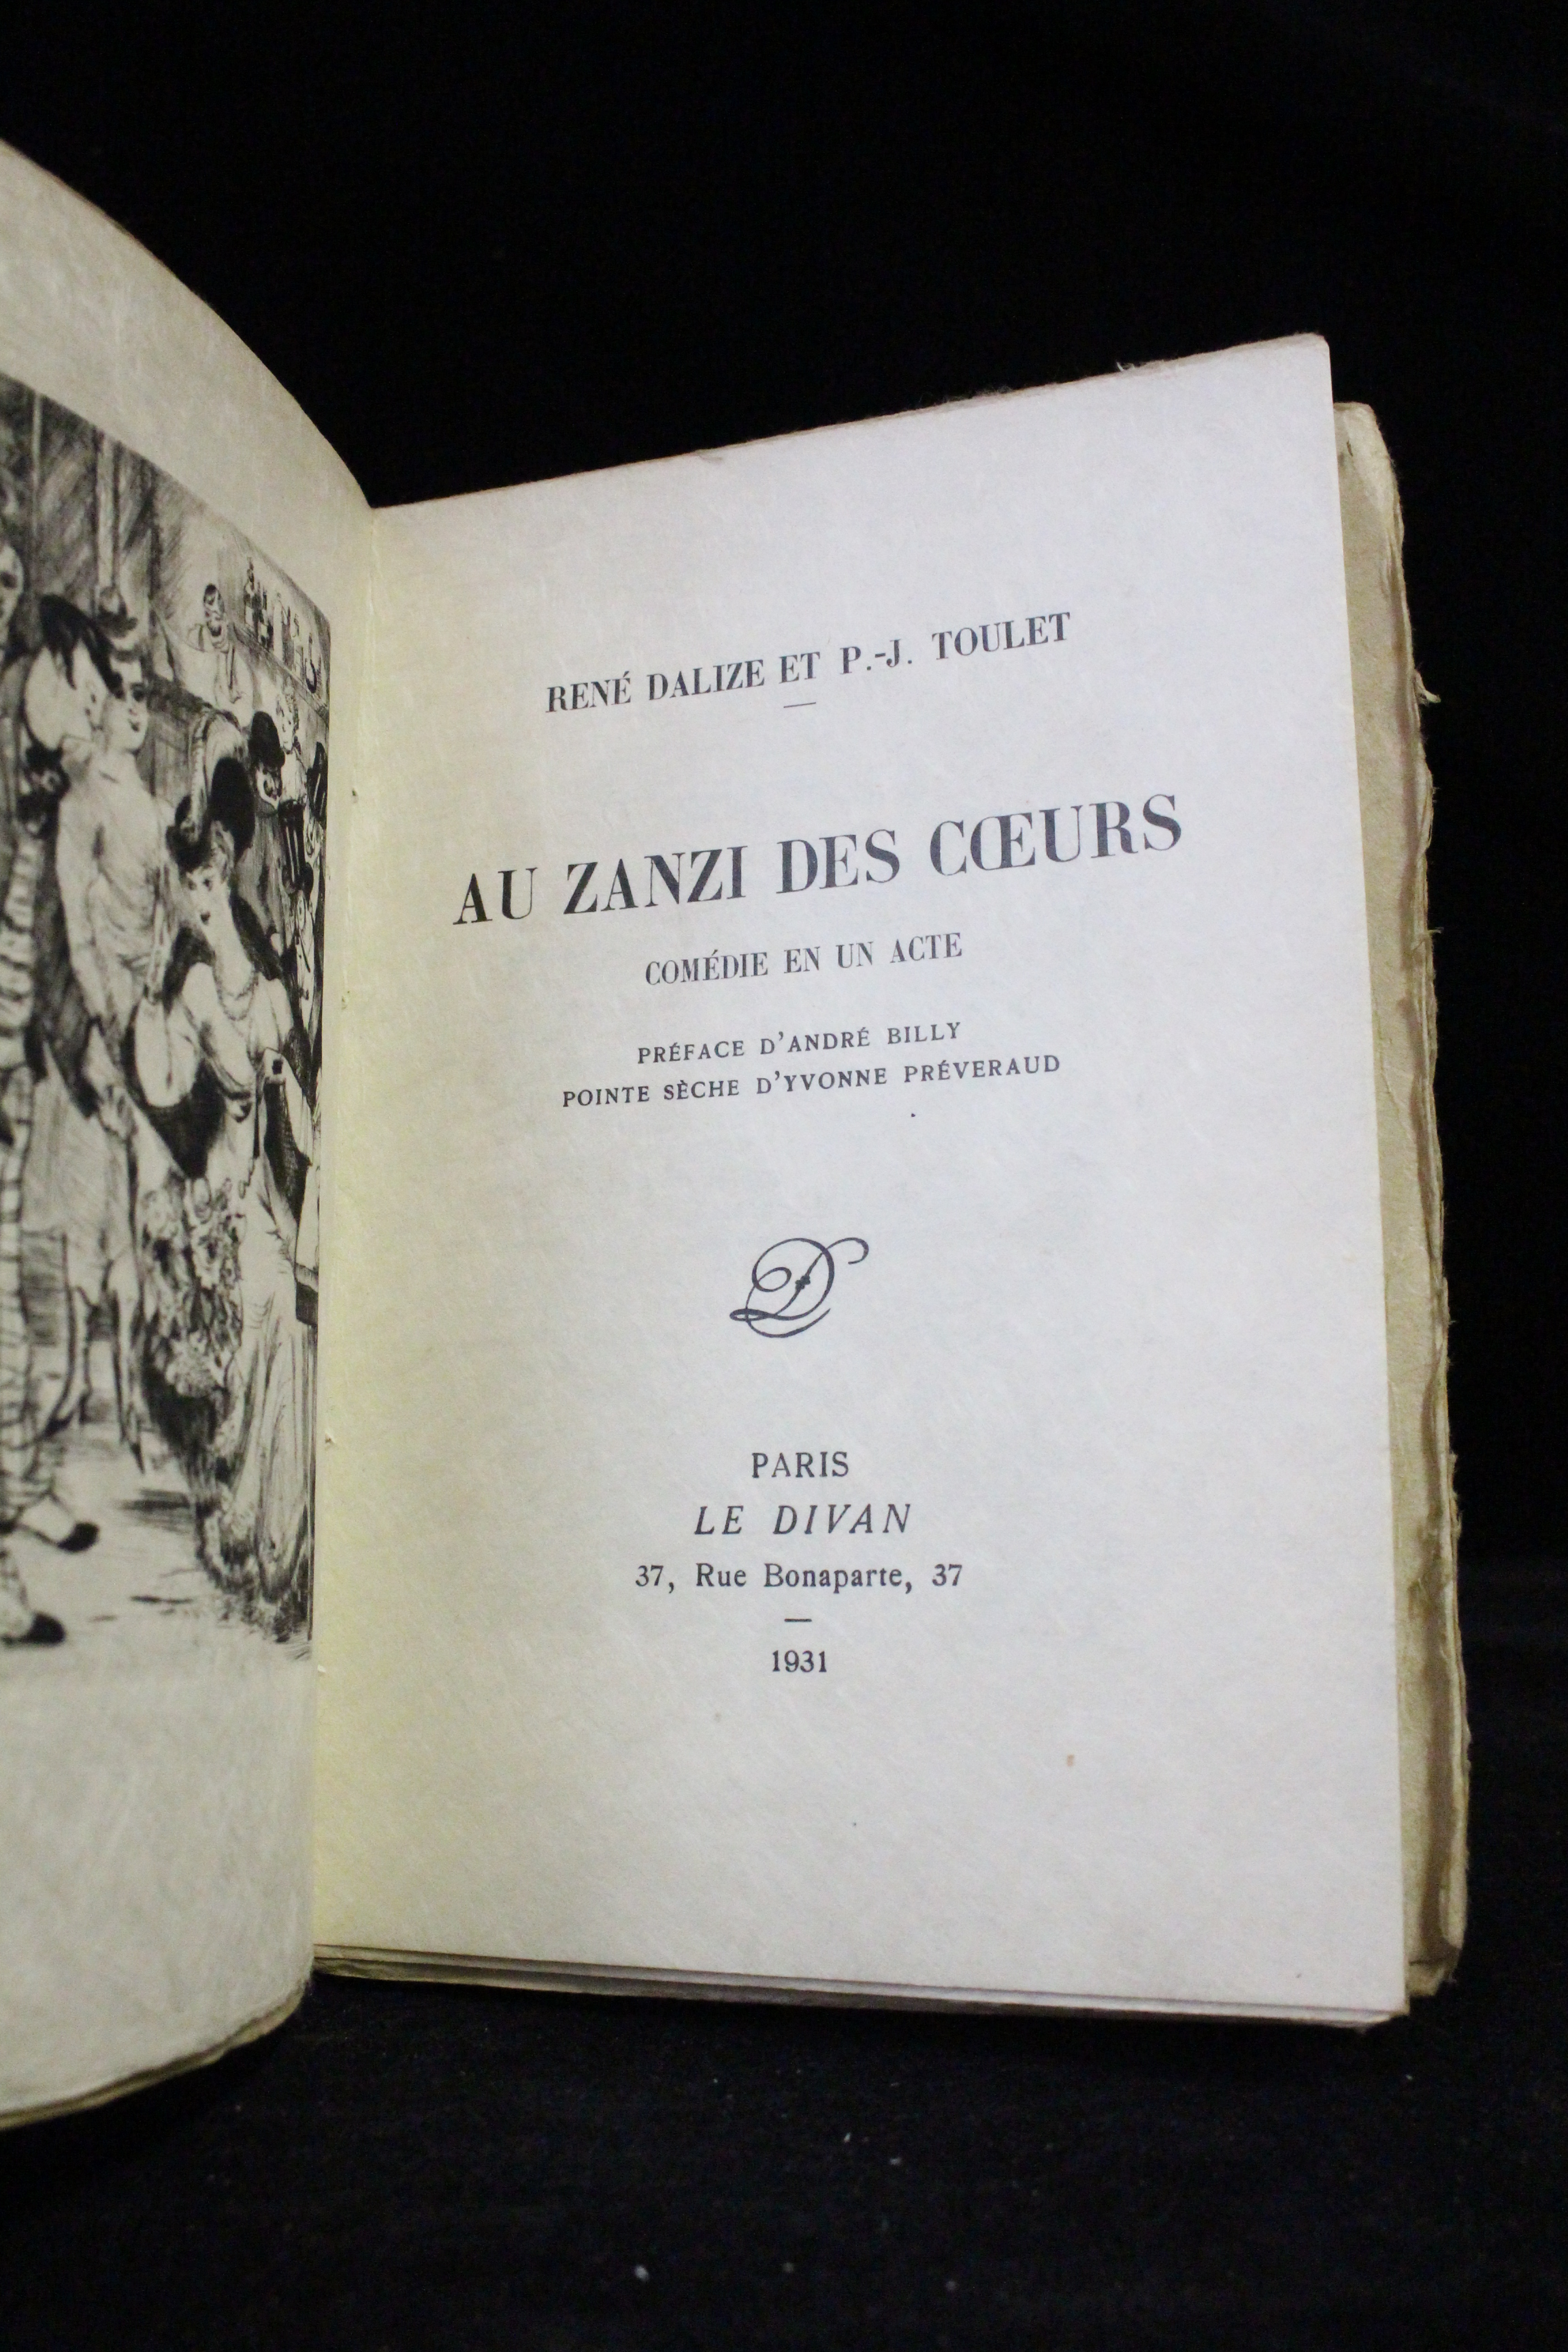 RENÉ DALIZE ET P.-J. TOULET
AU ZANZI DES CŒURS
COMÉDIE EN UN ACTE
PRÉFACE D'ANDRÉ BILLY
POINTE SÈCHE D'YVONNE PRÉVERAUD
D
PARIS
LE DIVAN
37, Rue Bonaparte, 37
1931